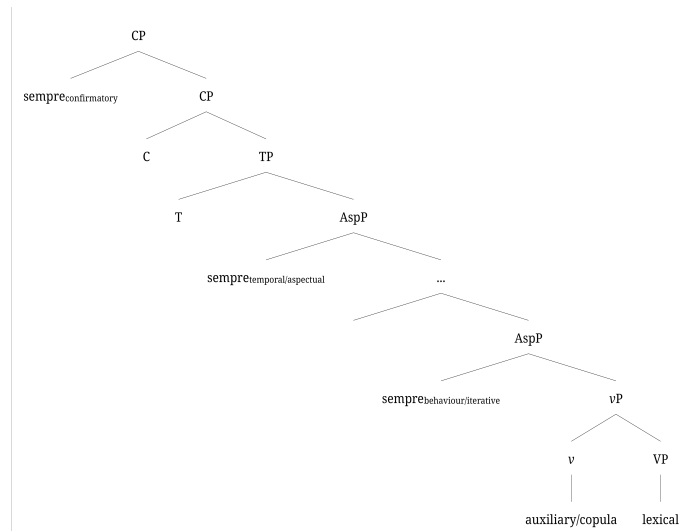 CP
sempreconfirmatory CP
C TP
T AspP
sempretemporal/aspectual ...
AspP
semprebehaviour/iterative vP
v VP
auxiliary/copula lexical